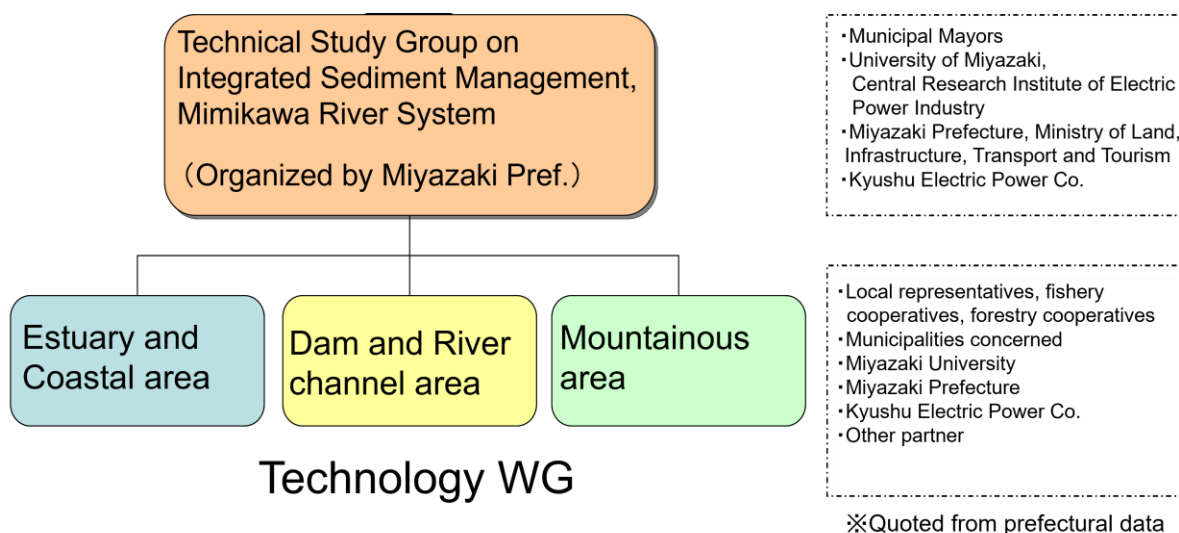 Technical Study Group on
Integrated Sediment Management,
Mimikawa River System
（Organized by Miyazaki Pref.）
・Municipal Mayors
・University of Miyazaki,
Central Research Institute of Electric
Power Industry
・Miyazaki Prefecture, Ministry of Land,
Infrastructure, Transport and Tourism
・Kyushu Electric Power Co.
Estuary and
Coastal area
Dam and River
channel area
Mountainous
area
・Local representatives, fishery
cooperatives, forestry cooperatives
・Municipalities concerned
・Miyazaki University
・Miyazaki Prefecture
・Kyushu Electric Power Co.
・Other partner
Technology WG
※Quoted from prefectural data